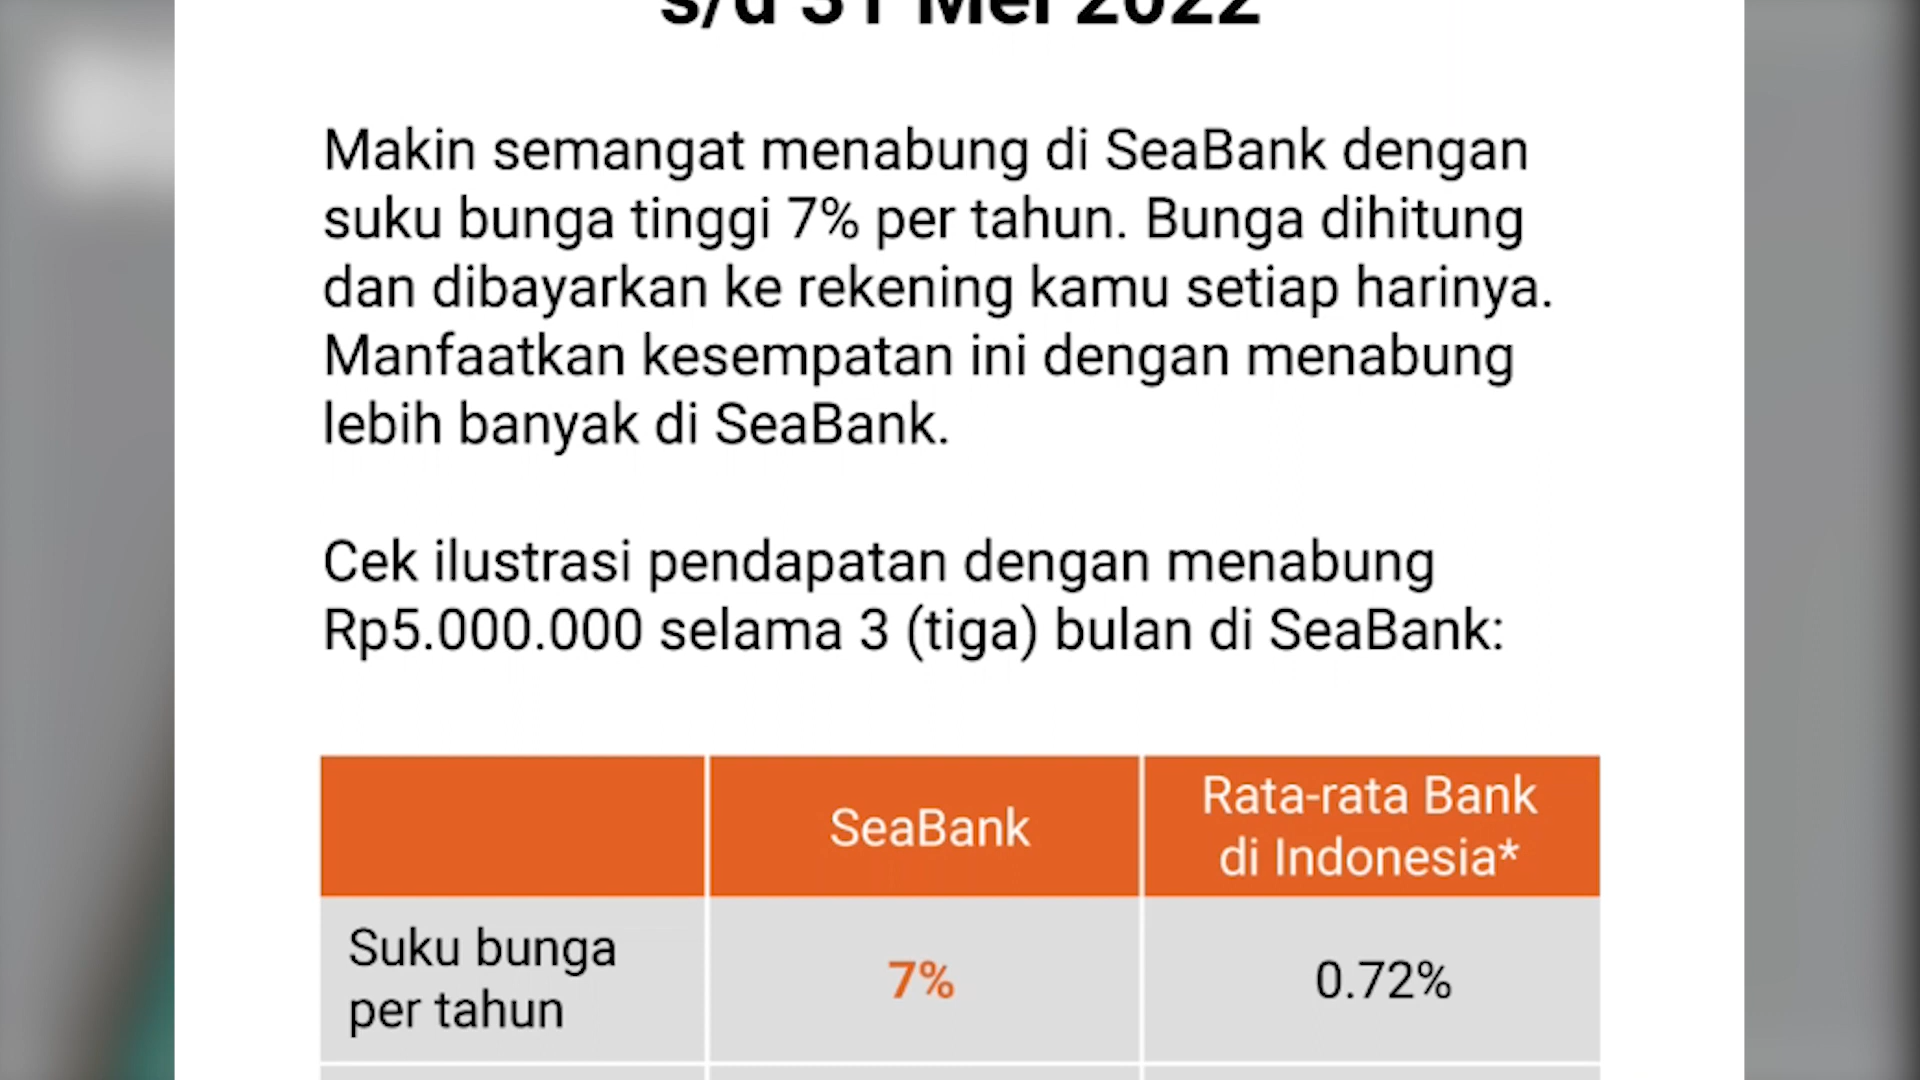 s/d 31 Mei 2022
Makin semangat menabung di SeaBank dengan
suku bunga tinggi 7% per tahun. Bunga dihitung
dan dibayarkan ke rekening kamu setiap harinya.
Manfaatkan kesempatan ini dengan menabung
lebih banyak di SeaBank.
Cek ilustrasi pendapatan dengan menabung
Rp5.000.000 selama 3 (tiga) bulan di SeaBank:
SeaBank
Rata-rata Bank
di Indonesia*
Suku bunga
per tahun
7%
0.72%